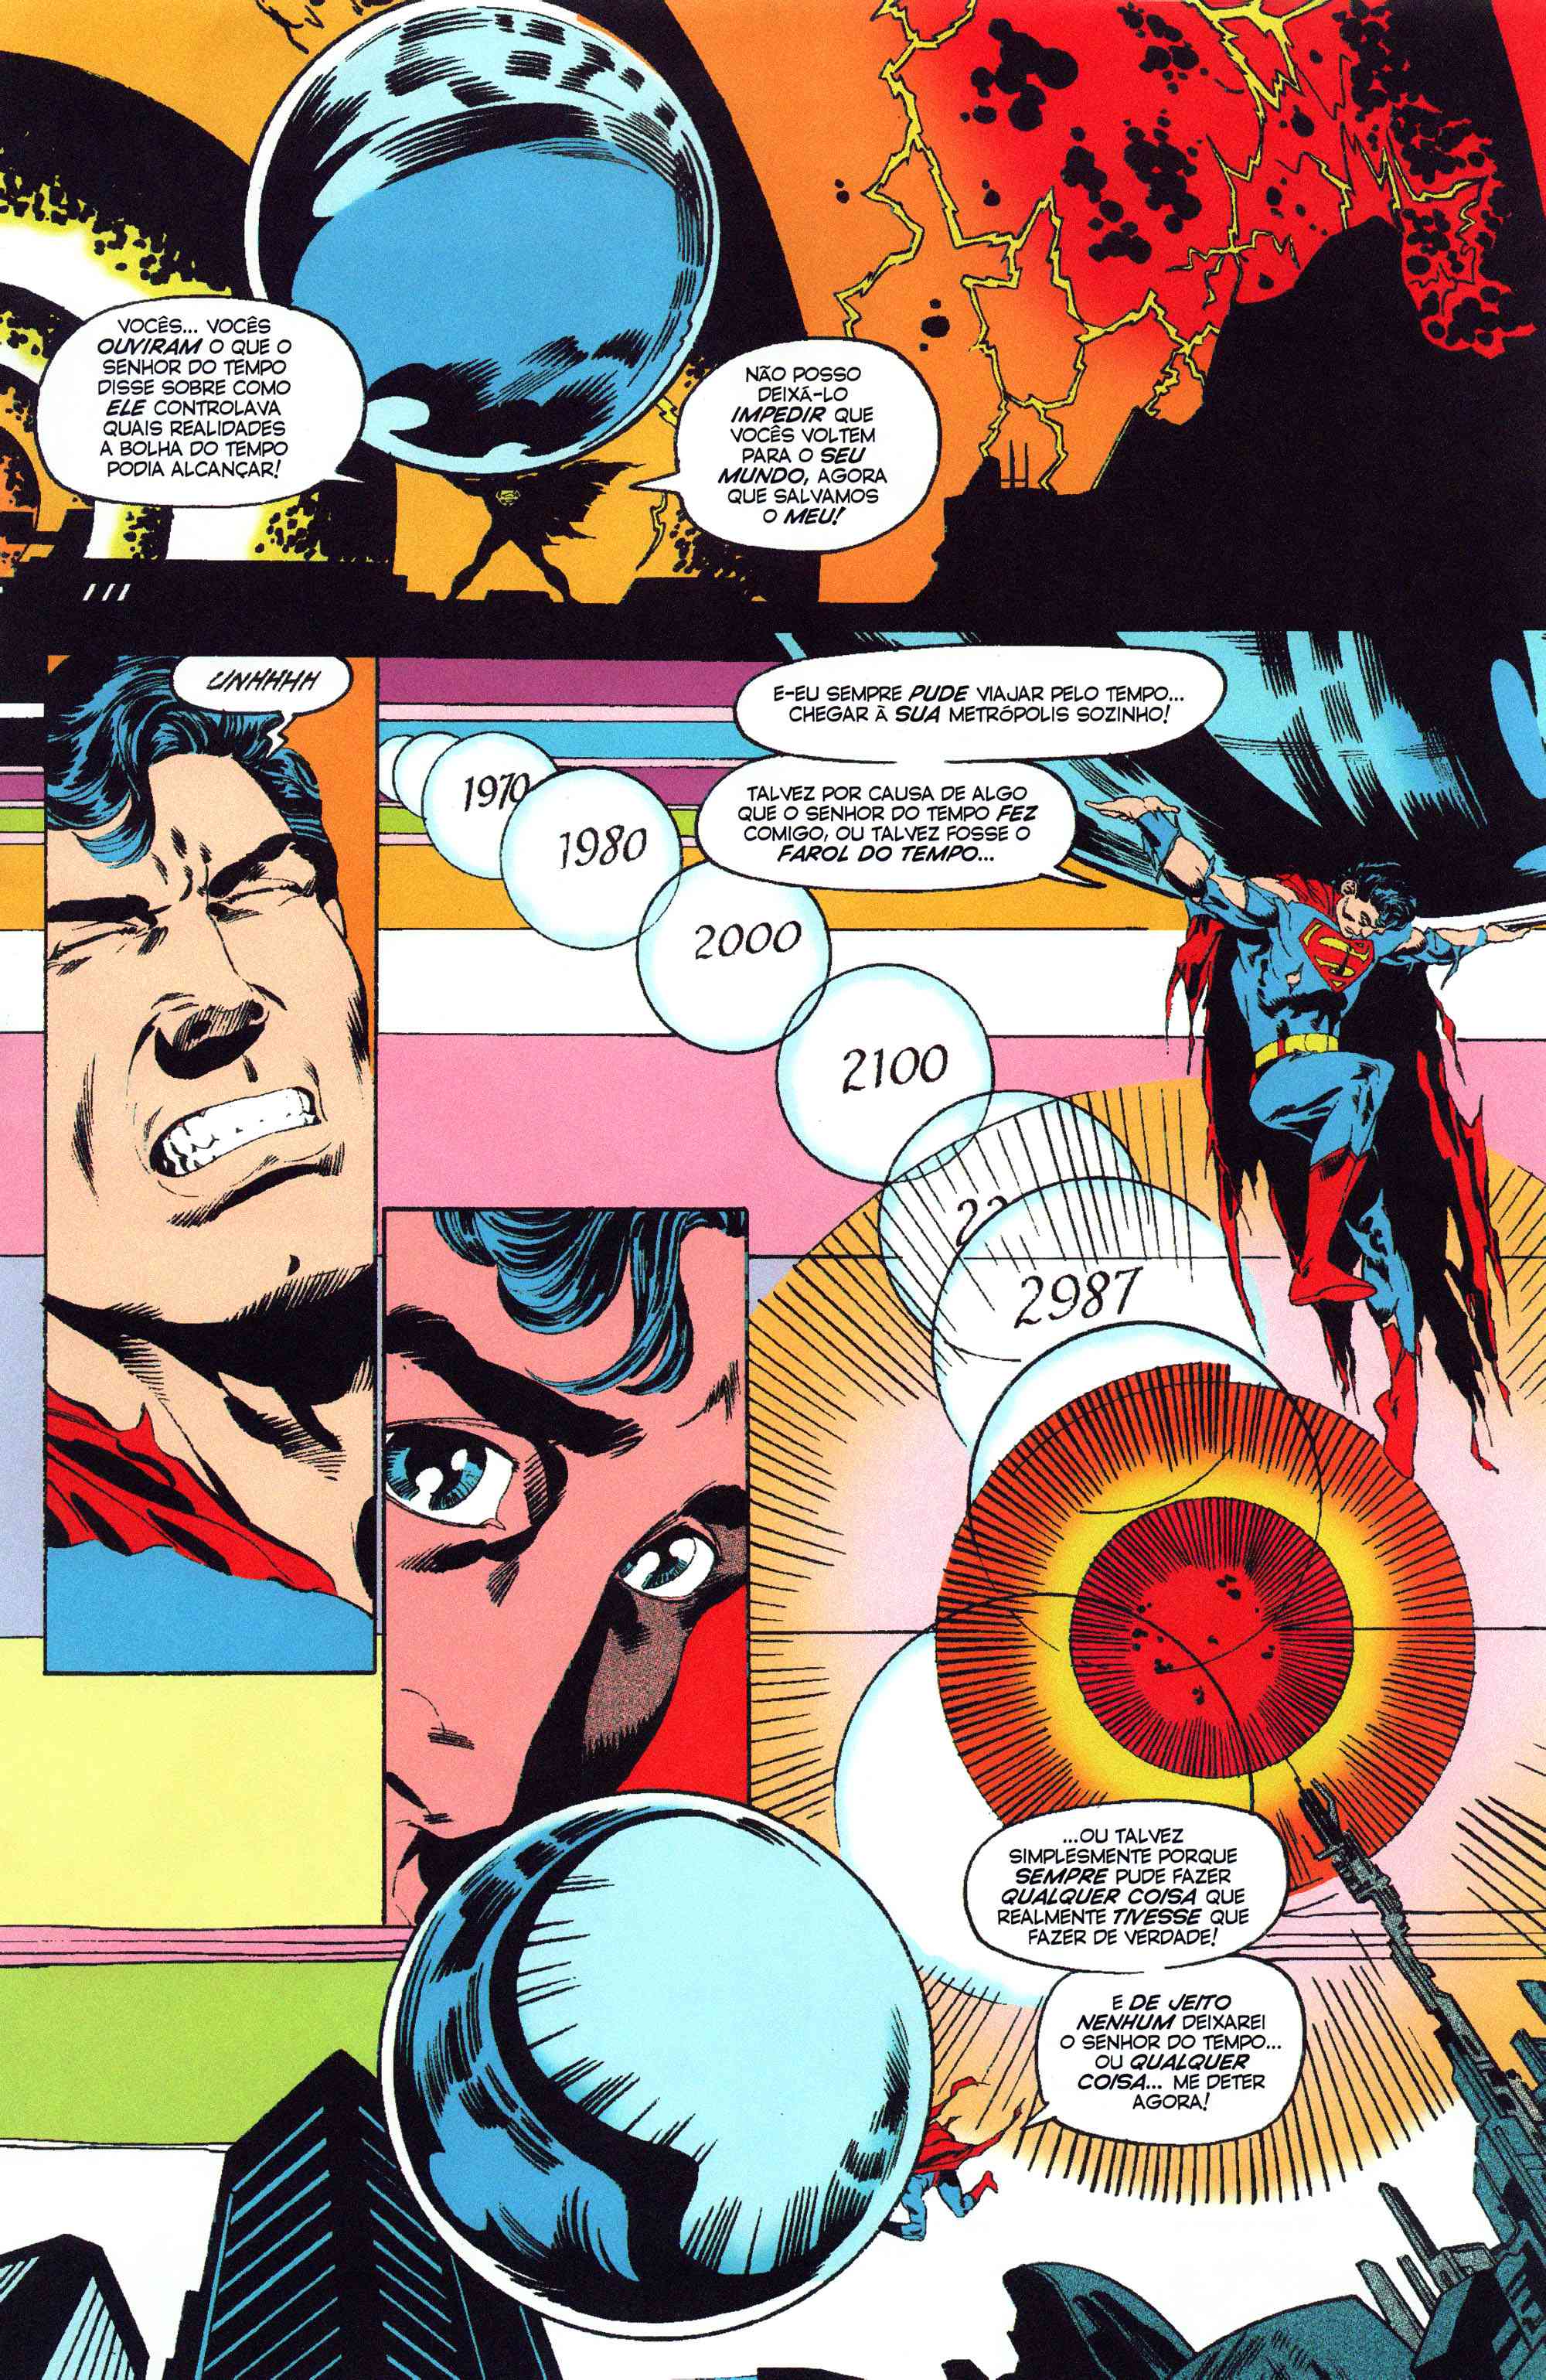 VOCÊS... VOCÊS
OUVIRAM O QUE O
SENHOR DO TEMPO
DISSE SOBRE COMO
ELE CONTROLAVA
QUAIS REALIDADES
A BOLHA DO TEMPO
PODIA ALCANÇAR!
NÃO POSSO
DEIXÁ-LO
IMPEDIR QUE
VOCÊS VOLTEM
PARA O SEU
MUNDO, AGORA
QUE SALVAMOS
O MEU!
UNHHHH
E-EU SEMPRE PUDE VIAJAR PELO TEMPO...
CHEGAR À SUA METRÓPOLIS SOZINHO!
TALVEZ POR CAUSA DE ALGO
QUE O SENHOR DO TEMPO FEZ
COMIGO, OU TALVEZ FOSSE O
FAROL DO TEMPO...
1970
1980
2000
2100
2987
...OU TALVEZ
SIMPLESMENTE PORQUE
SEMPRE PUDE FAZER
QUALQUER COISA QUE
REALMENTE TIVESSE QUE
FAZER DE VERDADE!
E DE JEITO
NENHUM DEIXAREI
O SENHOR DO TEMPO...
OU QUALQUER
COISA... ME DETER
AGORA!